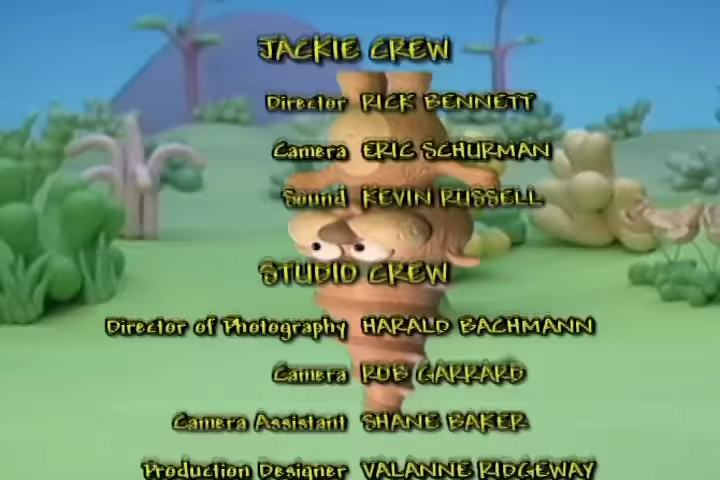 JACKIE CREW
Director RICK BENNETT
Camera ERIC SCHURMAN
Sound KEVIN RUSSELL
STUDIO CREW
Director of Photography HARALD BACHMANN
Camera ROB GARRARD
Camera Assistant SHANE BAKER
Production Designer VALANNE RIDGEWAY